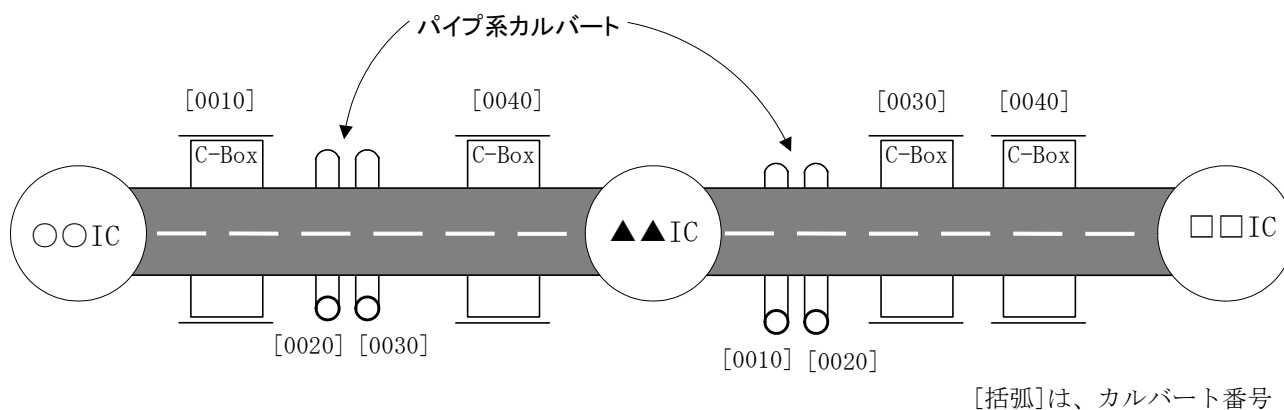 パイプ系カルバート
[0010]
[0040]
[0030]
[0040]
C-Box
C-Box
C-Box
C-Box
○○IC
▲▲IC
□□IC
[0020]
[0030]
[0010]
[0020]
[括弧]は、カルバート番号